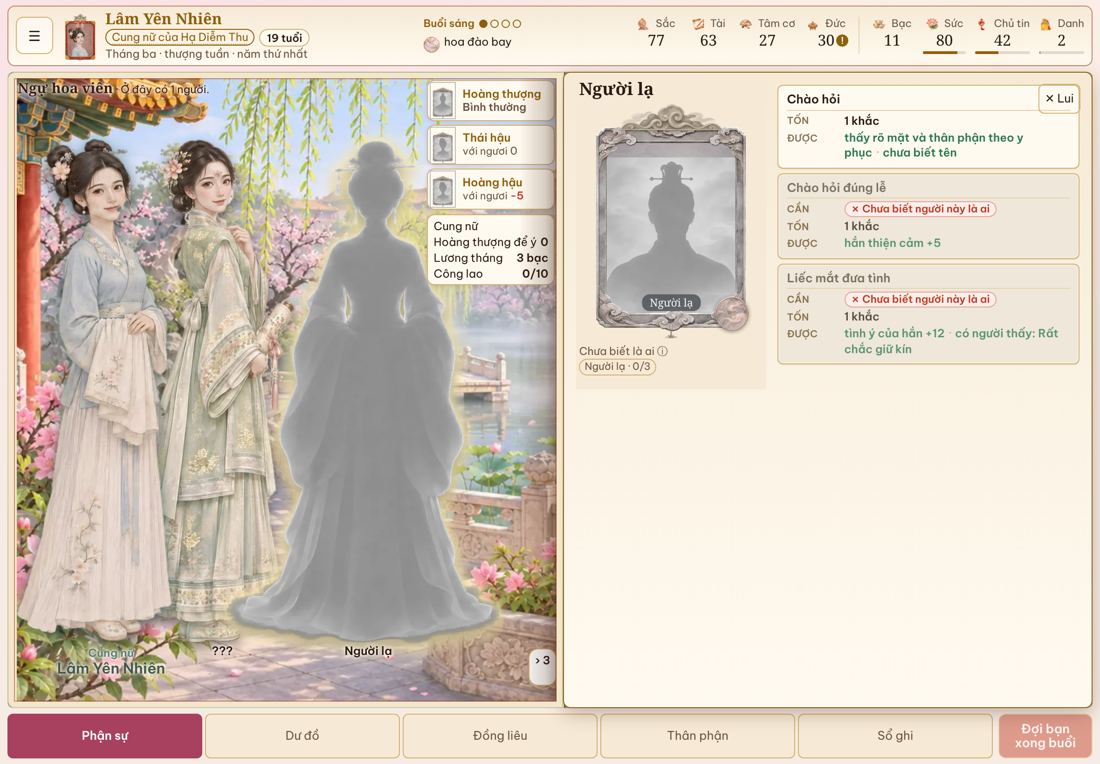 Lâm Yên Nhiên
Cung nữ của Hạ Diễm Thu
19 tuổi
Tháng ba · thượng tuần · năm thứ nhất
Buổi sáng
hoa đào bay
Sắc
77
Tài
63
Tâm cơ
27
Đức
30
Bạc
11
Sức
80
Chủ tin
42
Danh
2
Ngự hoa viên · Ở đây có 1 người.
Hoàng thượng
Bình thường
Thái hậu
với ngươi 0
Hoàng hậu
với ngươi -5
Cung nữ
Hoàng thượng để ý 0
Lương tháng 3 bạc
Công lao 0/10
Cung nữ
Lâm Yên Nhiên
???
Người lạ
› 3
Người lạ
Người lạ
Chưa biết là ai ⓘ
Người lạ · 0/3
× Lui
Chào hỏi
TỐN 1 khắc
ĐƯỢC thấy rõ mặt và thân phận theo y
phục · chưa biết tên
Chào hỏi đúng lễ
CẦN × Chưa biết người này là ai
TỐN 1 khắc
ĐƯỢC hắn thiện cảm +5
Liếc mắt đưa tình
CẦN × Chưa biết người này là ai
TỐN 1 khắc
ĐƯỢC tình ý của hắn +12 · có người thấy: Rất
chắc giữ kín
Phận sự
Dư đồ
Đồng liêu
Thân phận
Sổ ghi
Đợi bạn
xong buổi